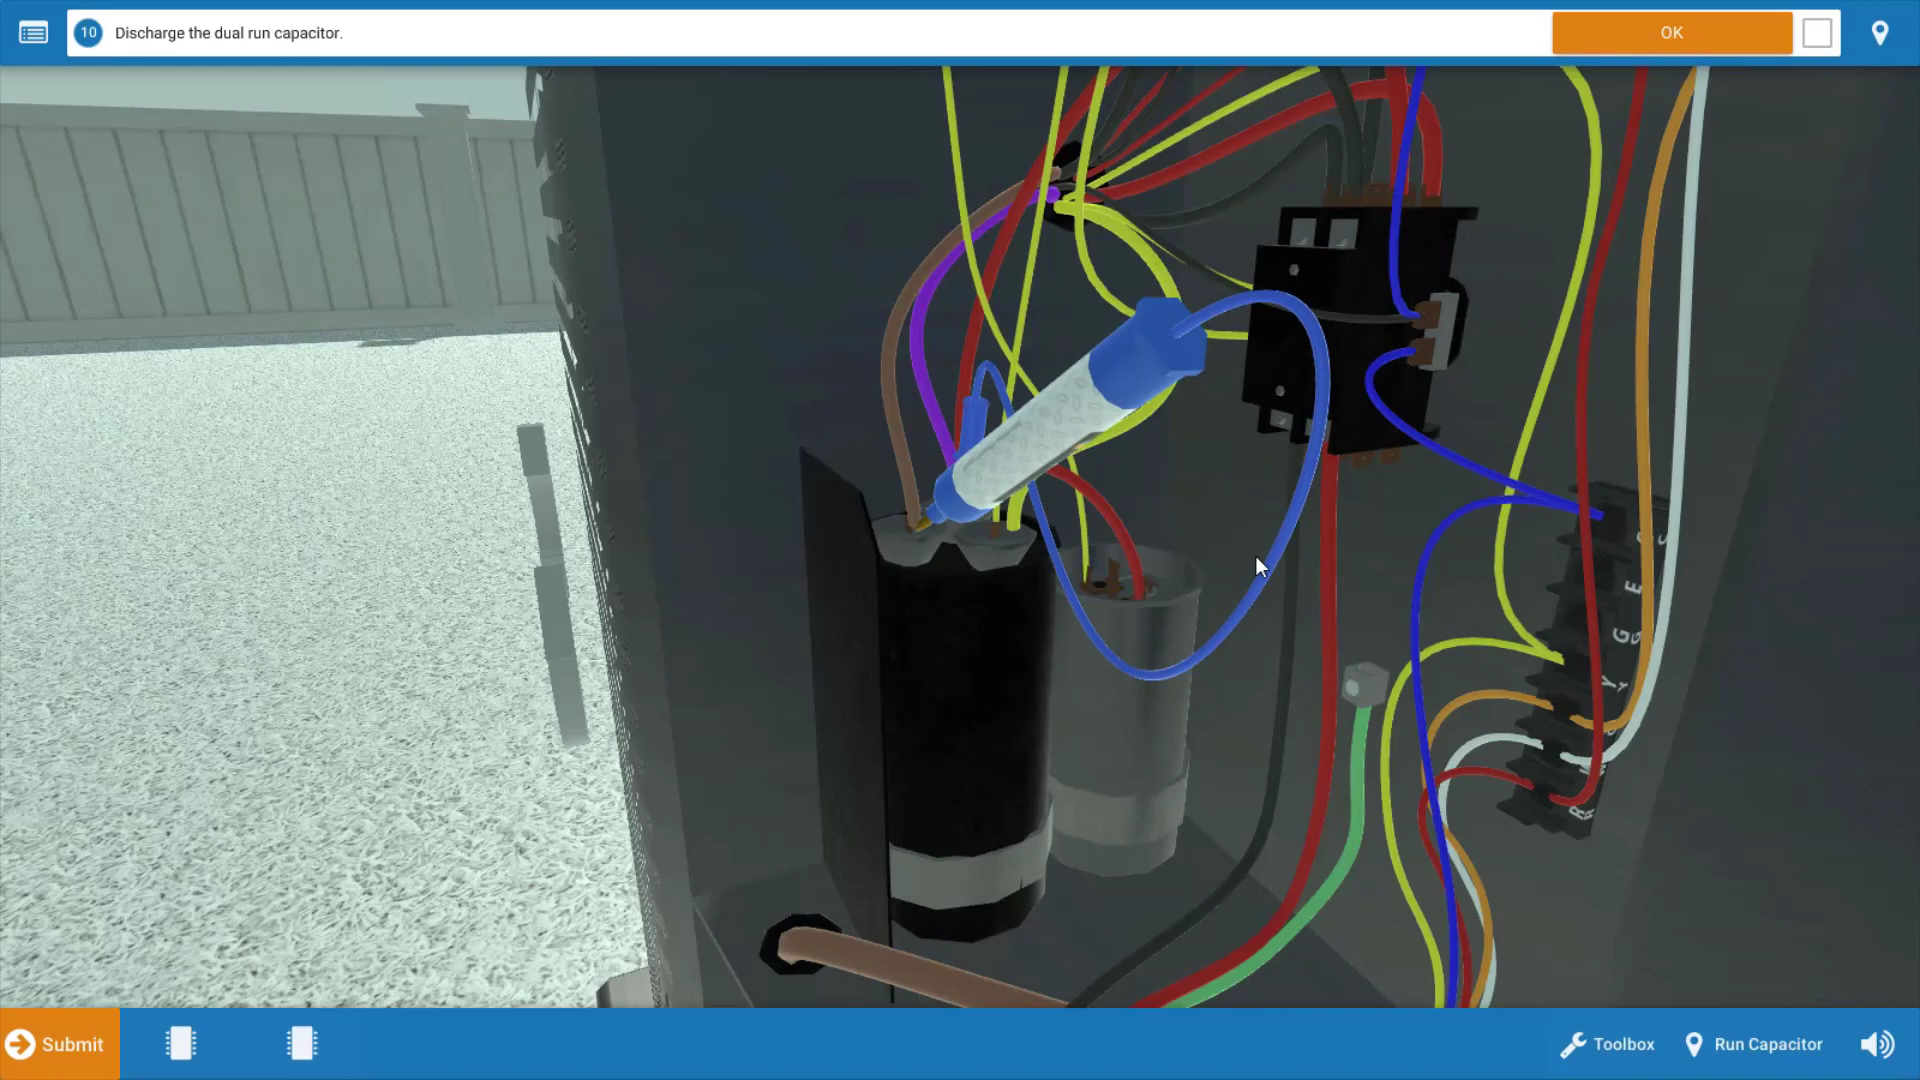 10 Discharge the dual run capacitor.
OK
C
E
G
Y
R
Submit
Toolbox
Run Capacitor